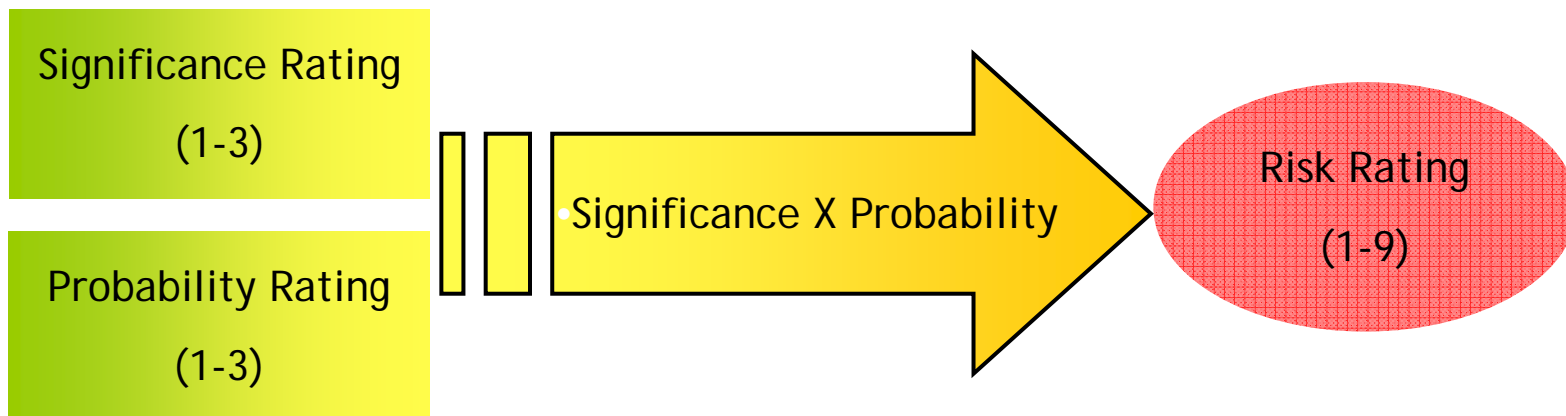 Significance Rating
(1-3)
Probability Rating
(1-3)
•Significance X Probability
Risk Rating
(1-9)